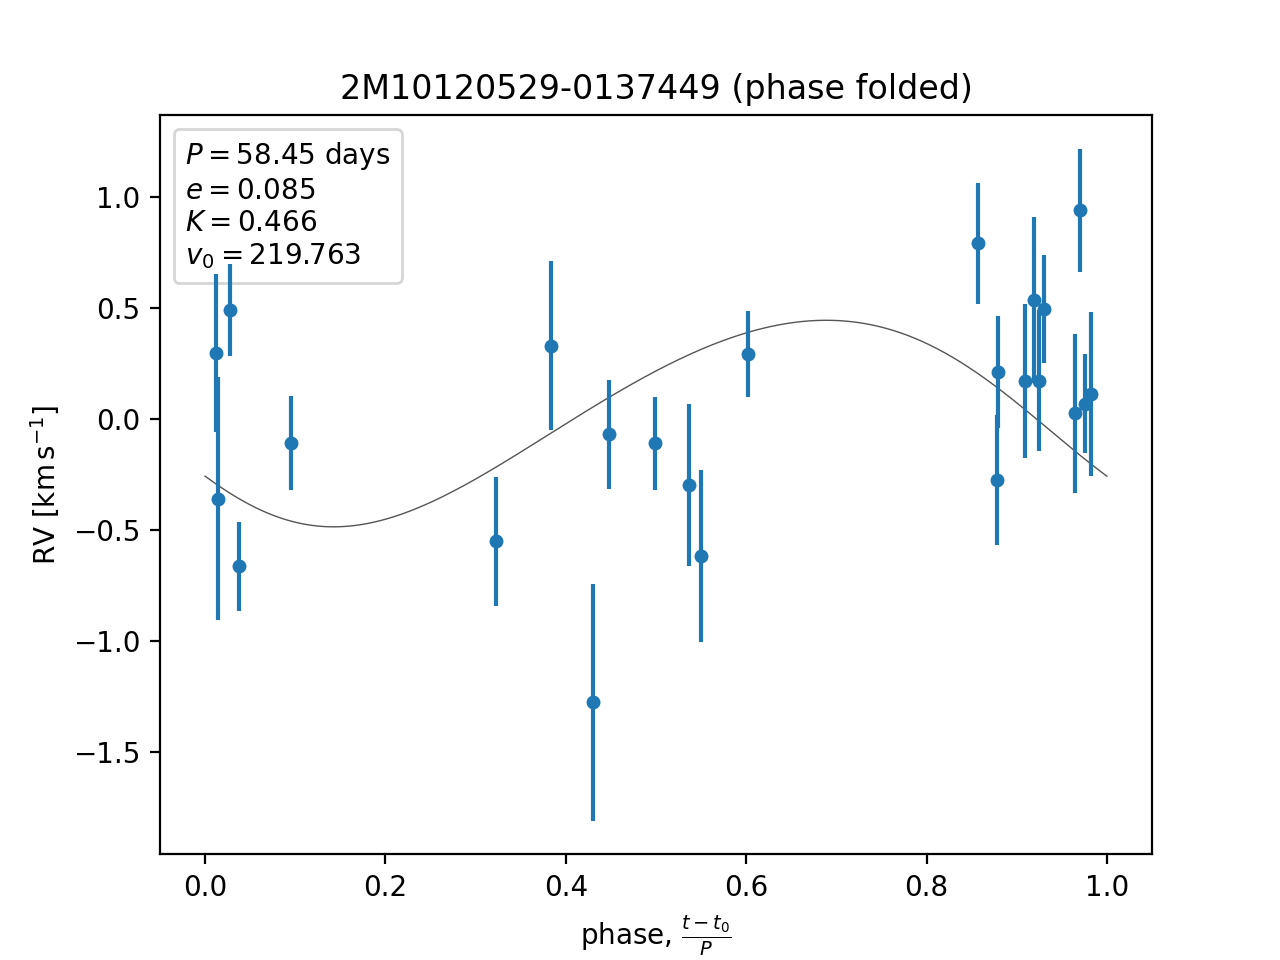 2M10120529-0137449 (phase folded)
P = 58.45 days
e = 0.085
K = 0.466
v₀ = 219.763
1.0
0.5
0.0
−0.5
−1.0
−1.5
RV [km s⁻¹]
0.0 0.2 0.4 0.6 0.8 1.0
phase, (t − t₀)/P